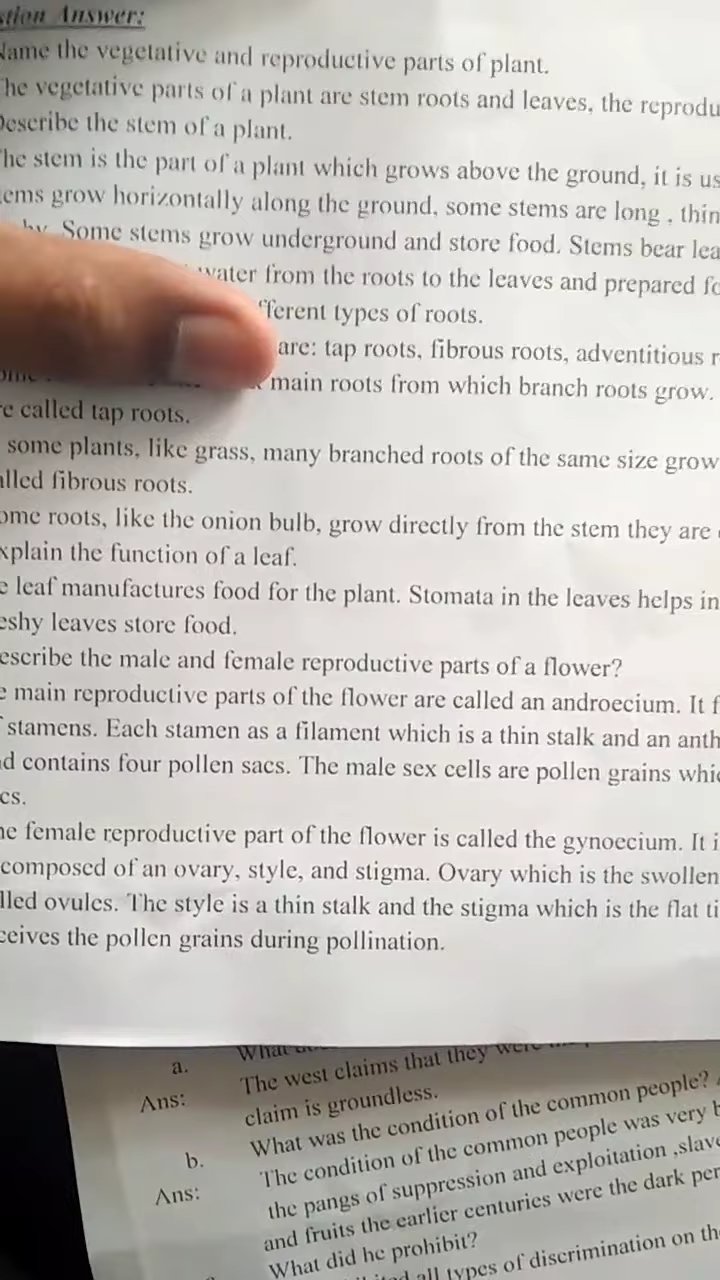 stion Answer:
Name the vegetative and reproductive parts of plant.
The vegetative parts of a plant are stem roots and leaves, the reprodu
Describe the stem of a plant.
The stem is the part of a plant which grows above the ground, it is us
ems grow horizontally along the ground, some stems are long , thin
Some stems grow underground and store food. Stems bear lea
water from the roots to the leaves and prepared fo
fferent types of roots.
are: tap roots, fibrous roots, adventitious r
main roots from which branch roots grow.
e called tap roots.
some plants, like grass, many branched roots of the same size grow
lled fibrous roots.
ome roots, like the onion bulb, grow directly from the stem they are
xplain the function of a leaf.
e leaf manufactures food for the plant. Stomata in the leaves helps in
eshy leaves store food.
escribe the male and female reproductive parts of a flower?
e main reproductive parts of the flower are called an androecium. It f
stamens. Each stamen as a filament which is a thin stalk and an anth
d contains four pollen sacs. The male sex cells are pollen grains whic
cs.
he female reproductive part of the flower is called the gynoecium. It i
composed of an ovary, style, and stigma. Ovary which is the swollen
lled ovules. The style is a thin stalk and the stigma which is the flat ti
ceives the pollen grains during pollination.
a. What
Ans: The west claims that they were
claim is groundless.
b. What was the condition of the common people?
Ans: The condition of the common people was very b
the pangs of suppression and exploitation ,slave
and fruits the earlier centuries were the dark per
What did he prohibit?
all types of discrimination on th